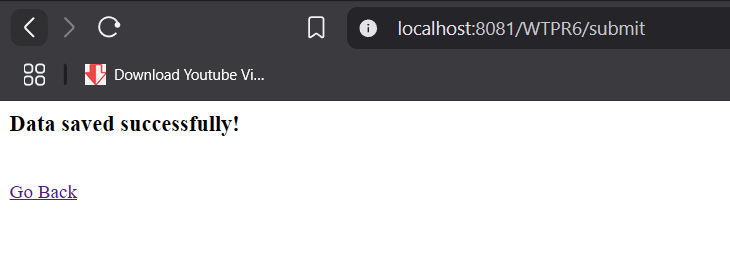 localhost:8081/WTPR6/submit
Download Youtube Vi...
Data saved successfully!
Go Back